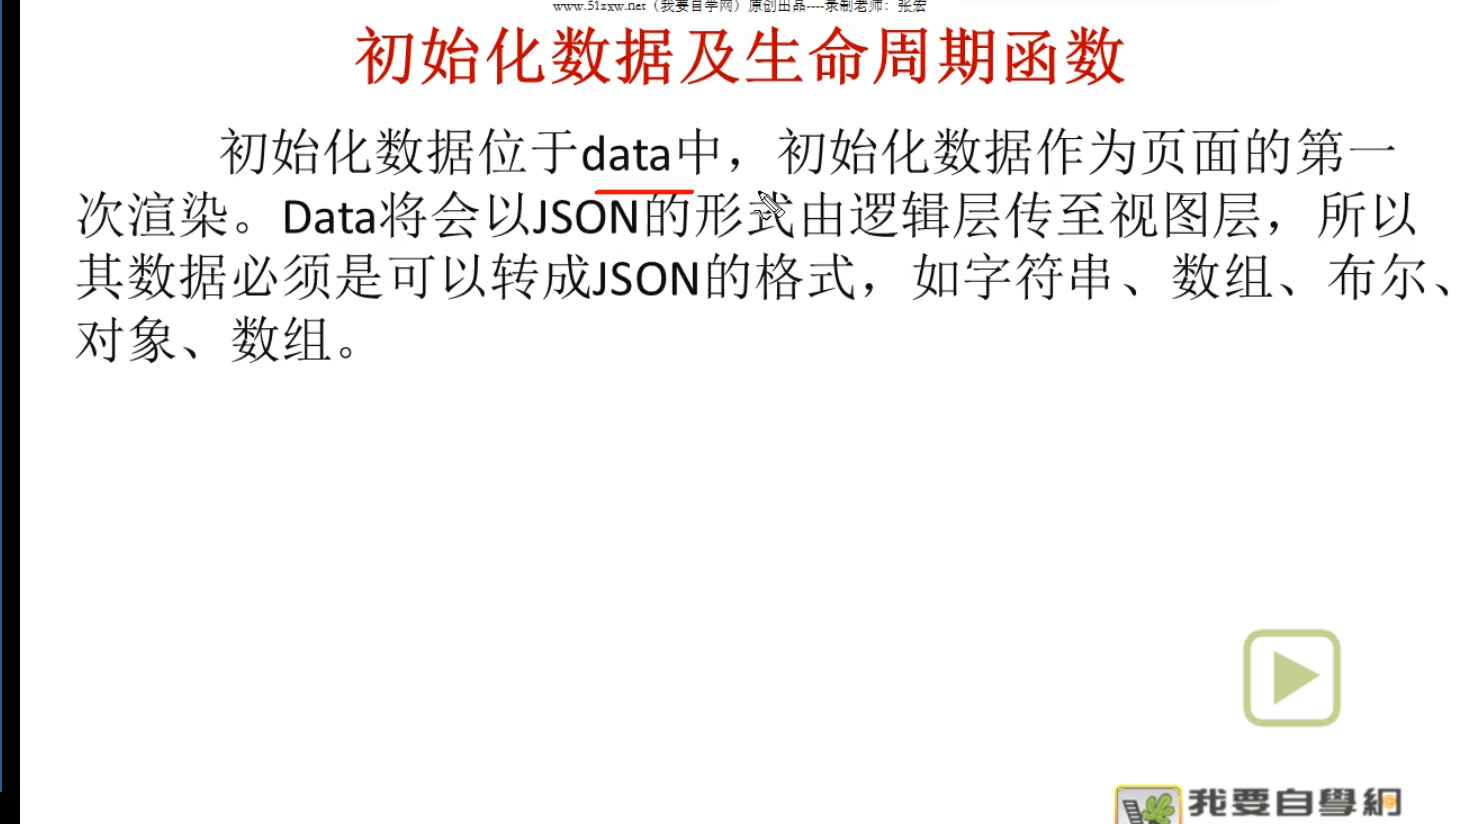 www.51zxw.net（我要自学网）原创出品----录制老师：张宏
初始化数据及生命周期函数
初始化数据位于data中，初始化数据作为页面的第一
次渲染。Data将会以JSON的形式由逻辑层传至视图层，所以
其数据必须是可以转成JSON的格式，如字符串、数组、布尔、
对象、数组。
我要自學網